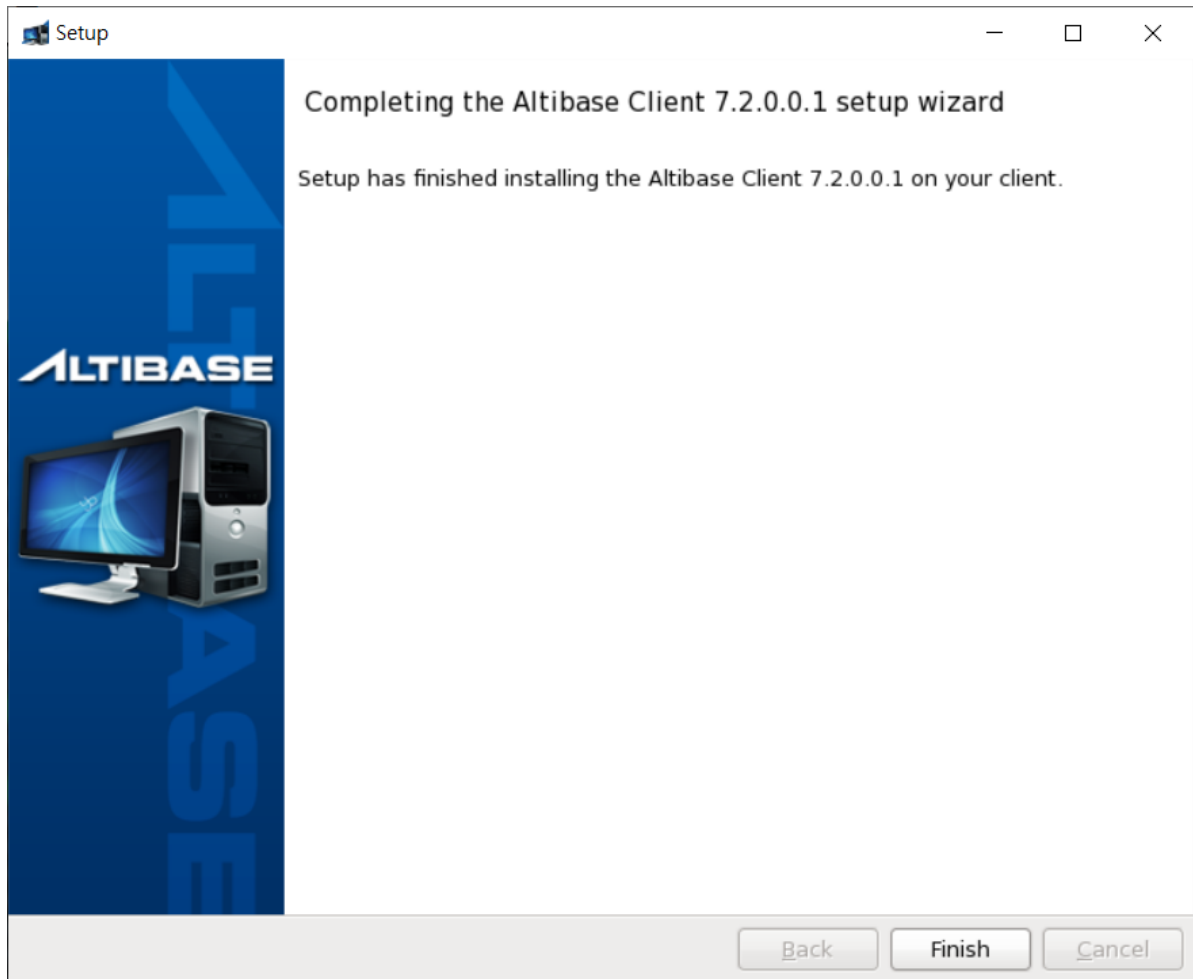 Setup
Completing the Altibase Client 7.2.0.0.1 setup wizard
Setup has finished installing the Altibase Client 7.2.0.0.1 on your client.
ALTIBASE
ALTIBASE
Back
Finish
Cancel